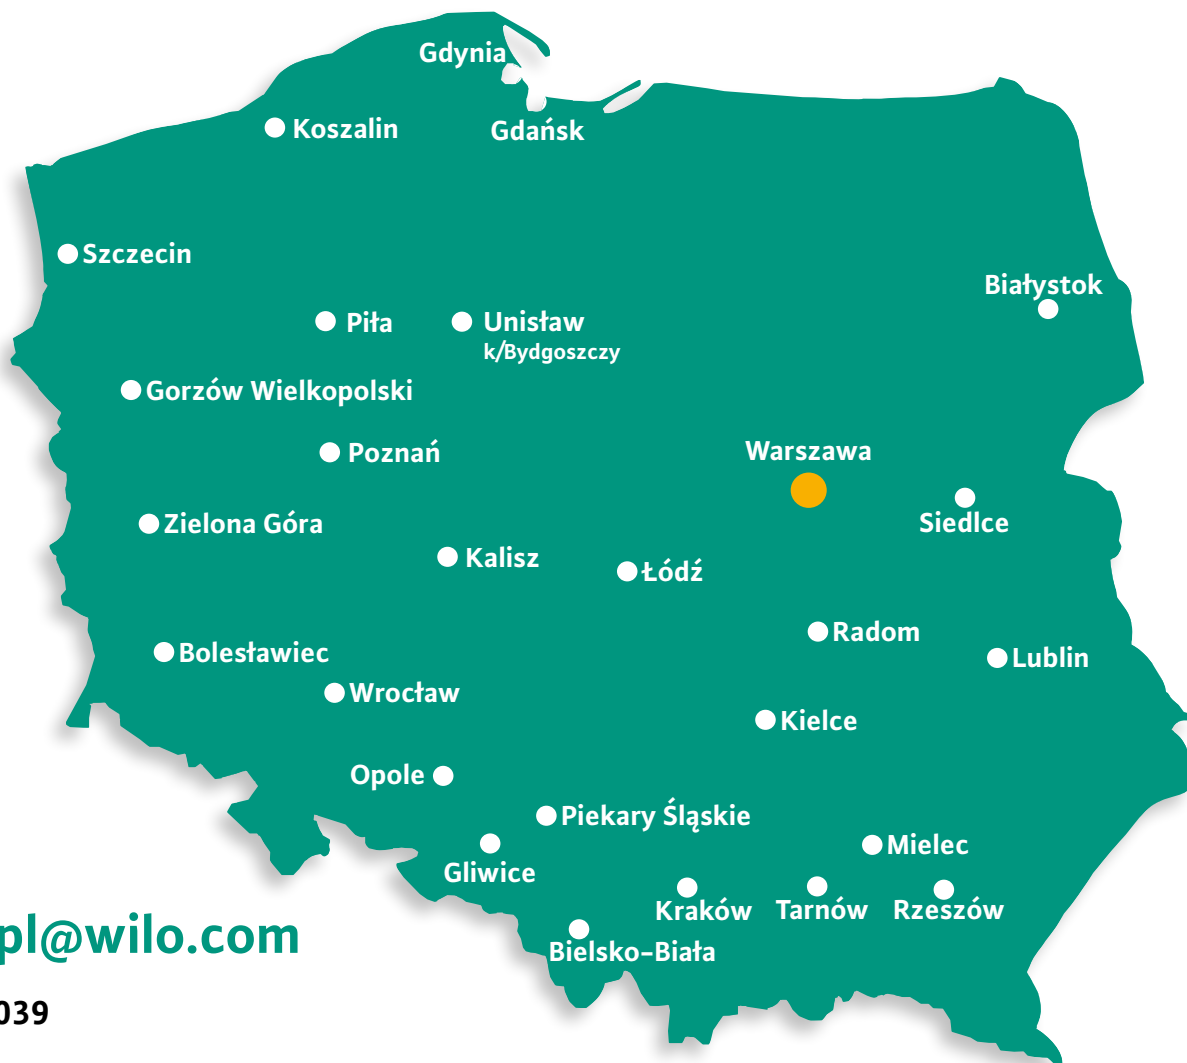 Gdynia
Koszalin
Gdańsk
Szczecin
Białystok
Piła
Unisław
k/Bydgoszczy
Gorzów Wielkopolski
Poznań
Warszawa
Siedlce
Zielona Góra
Kalisz
Łódź
Radom
Bolesławiec
Lublin
Wrocław
Kielce
Opole
Piekary Śląskie
Mielec
Gliwice
Kraków
Tarnów
Rzeszów
pl@wilo.com
Bielsko-Biała
039